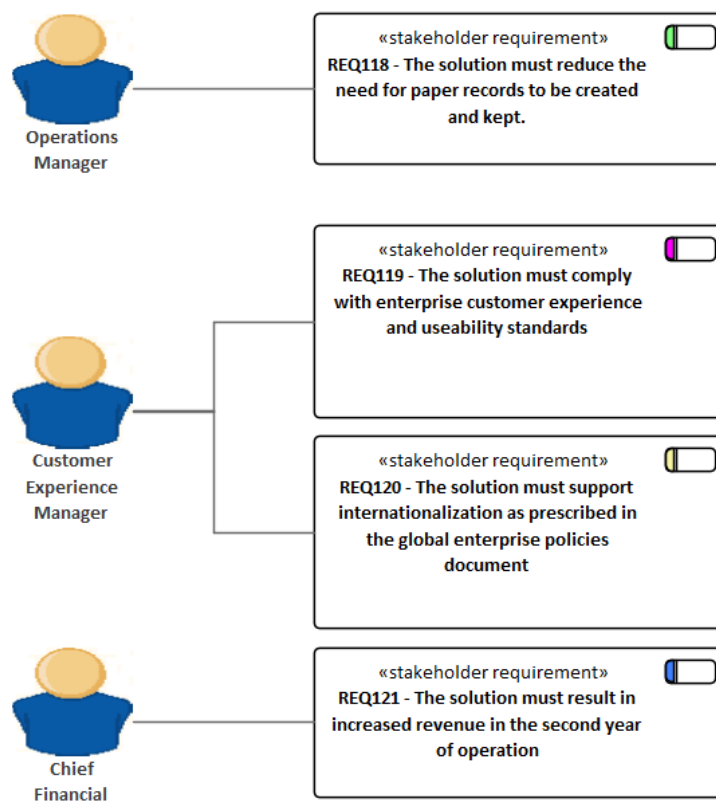 Operations
Manager
«stakeholder requirement»
REQ118 - The solution must reduce the
need for paper records to be created
and kept.
Customer
Experience
Manager
«stakeholder requirement»
REQ119 - The solution must comply
with enterprise customer experience
and useability standards
«stakeholder requirement»
REQ120 - The solution must support
internationalization as prescribed in
the global enterprise policies
document
Chief
Financial
«stakeholder requirement»
REQ121 - The solution must result in
increased revenue in the second year
of operation